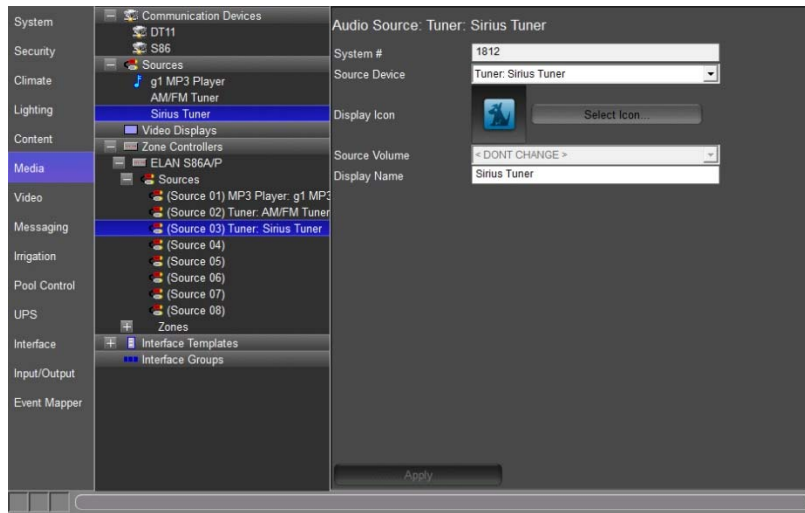 System
Security
Climate
Lighting
Content
Media
Video
Messaging
Irrigation
Pool Control
UPS
Interface
Input/Output
Event Mapper
Communication Devices
DT11
S86
Sources
g1 MP3 Player
AM/FM Tuner
Sirius Tuner
Video Displays
Zone Controllers
ELAN S86A/P
Sources
(Source 01) MP3 Player: g1 MP3
(Source 02) Tuner: AM/FM Tuner
(Source 03) Tuner: Sirius Tuner
(Source 04)
(Source 05)
(Source 06)
(Source 07)
(Source 08)
Zones
Interface Templates
Interface Groups
Audio Source: Tuner: Sirius Tuner
System # 1812
Source Device Tuner: Sirius Tuner
Display Icon Select Icon...
Source Volume < DONT CHANGE >
Display Name Sirius Tuner
Apply